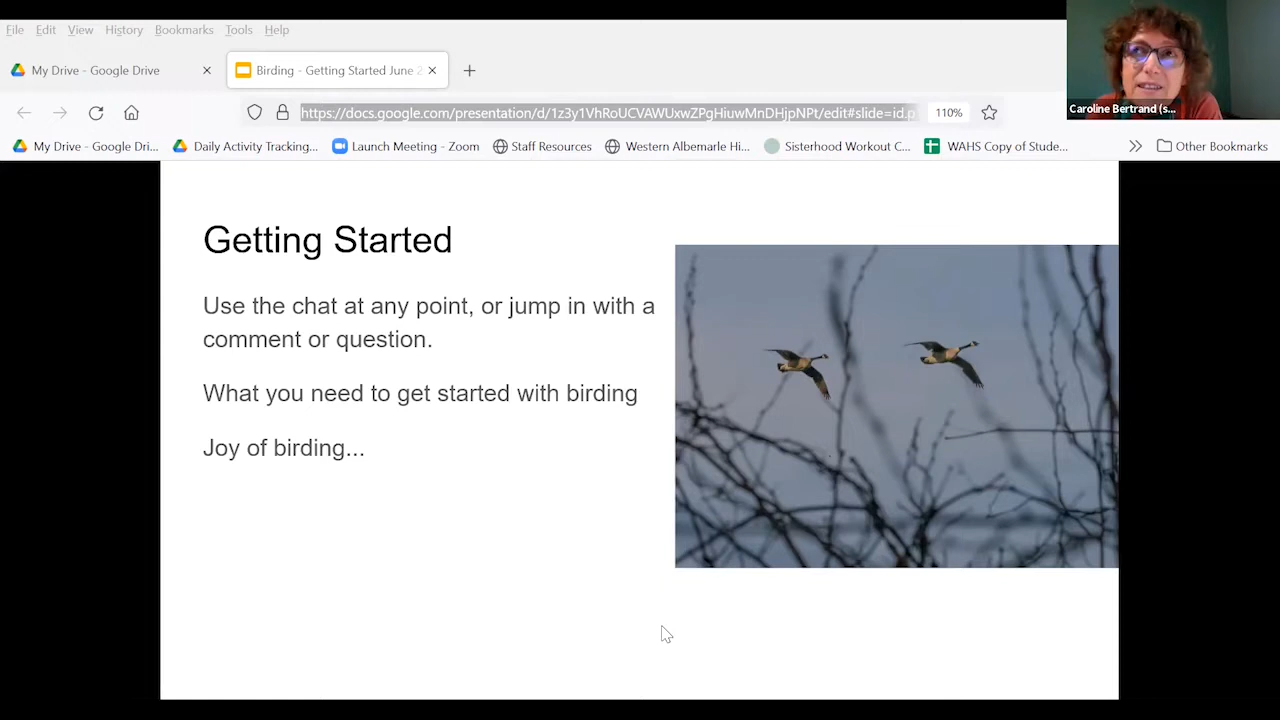 File Edit View History Bookmarks Tools Help
My Drive - Google Drive
Birding - Getting Started June 2
https://docs.google.com/presentation/d/1z3y1VhRoUCVAWUxwZPgHiuwMnDHjpNPt/edit#slide=id.p
110%
My Drive - Google Dri...
Daily Activity Tracking...
Launch Meeting - Zoom
Staff Resources
Western Albemarle Hi...
Sisterhood Workout C...
WAHS Copy of Stude...
Other Bookmarks
Caroline Bertrand (s...
Getting Started
Use the chat at any point, or jump in with a
comment or question.
What you need to get started with birding
Joy of birding...